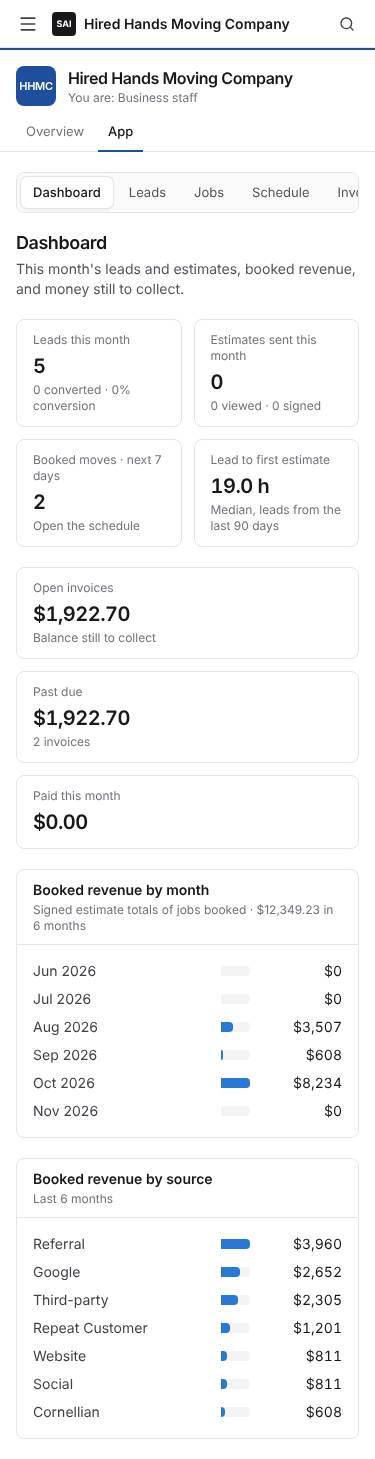 SAI Hired Hands Moving Company
HHMC
Hired Hands Moving Company
You are: Business staff
Overview App
Dashboard Leads Jobs Schedule Invo
Dashboard
This month's leads and estimates, booked revenue,
and money still to collect.
Leads this month
5
0 converted · 0%
conversion
Estimates sent this
month
0
0 viewed · 0 signed
Booked moves · next 7
days
2
Open the schedule
Lead to first estimate
19.0 h
Median, leads from the
last 90 days
Open invoices
$1,922.70
Balance still to collect
Past due
$1,922.70
2 invoices
Paid this month
$0.00
Booked revenue by month
Signed estimate totals of jobs booked · $12,349.23 in
6 months
Jun 2026 $0
Jul 2026 $0
Aug 2026 $3,507
Sep 2026 $608
Oct 2026 $8,234
Nov 2026 $0
Booked revenue by source
Last 6 months
Referral $3,960
Google $2,652
Third-party $2,305
Repeat Customer $1,201
Website $811
Social $811
Cornellian $608